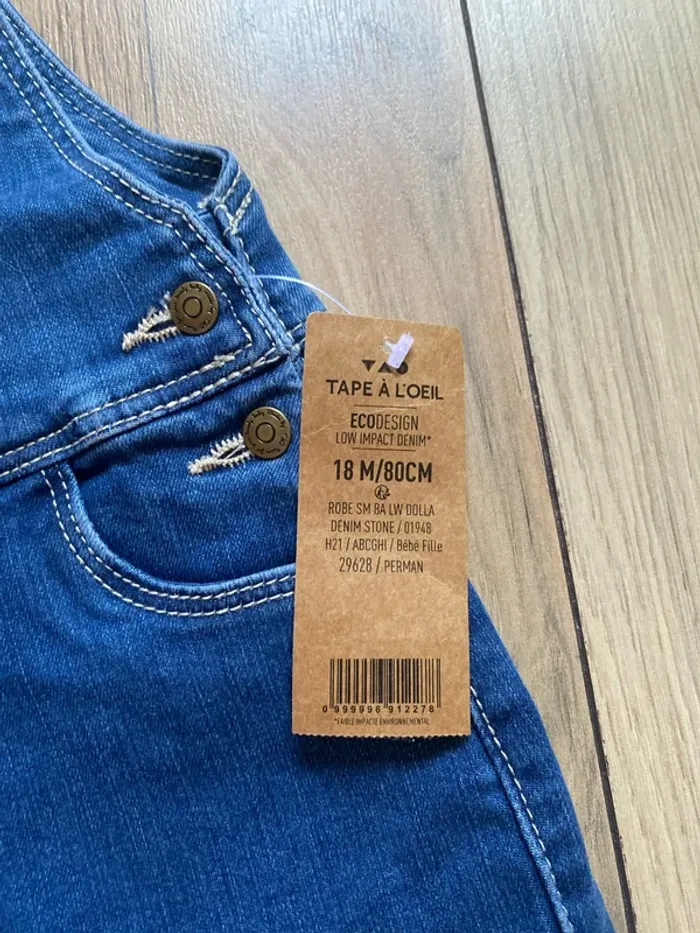 TAPE À L'OEIL
ECODESIGN
LOW IMPACT DENIM*
18 M/80CM
ROBE SM BA LW DOLLA
DENIM STONE / 01948
H21 / ABCGHI / Bébé Fille
29628 / PERMAN
0 999996 912278
*FAIBLE IMPACTE ENVIRONNEMENTAL